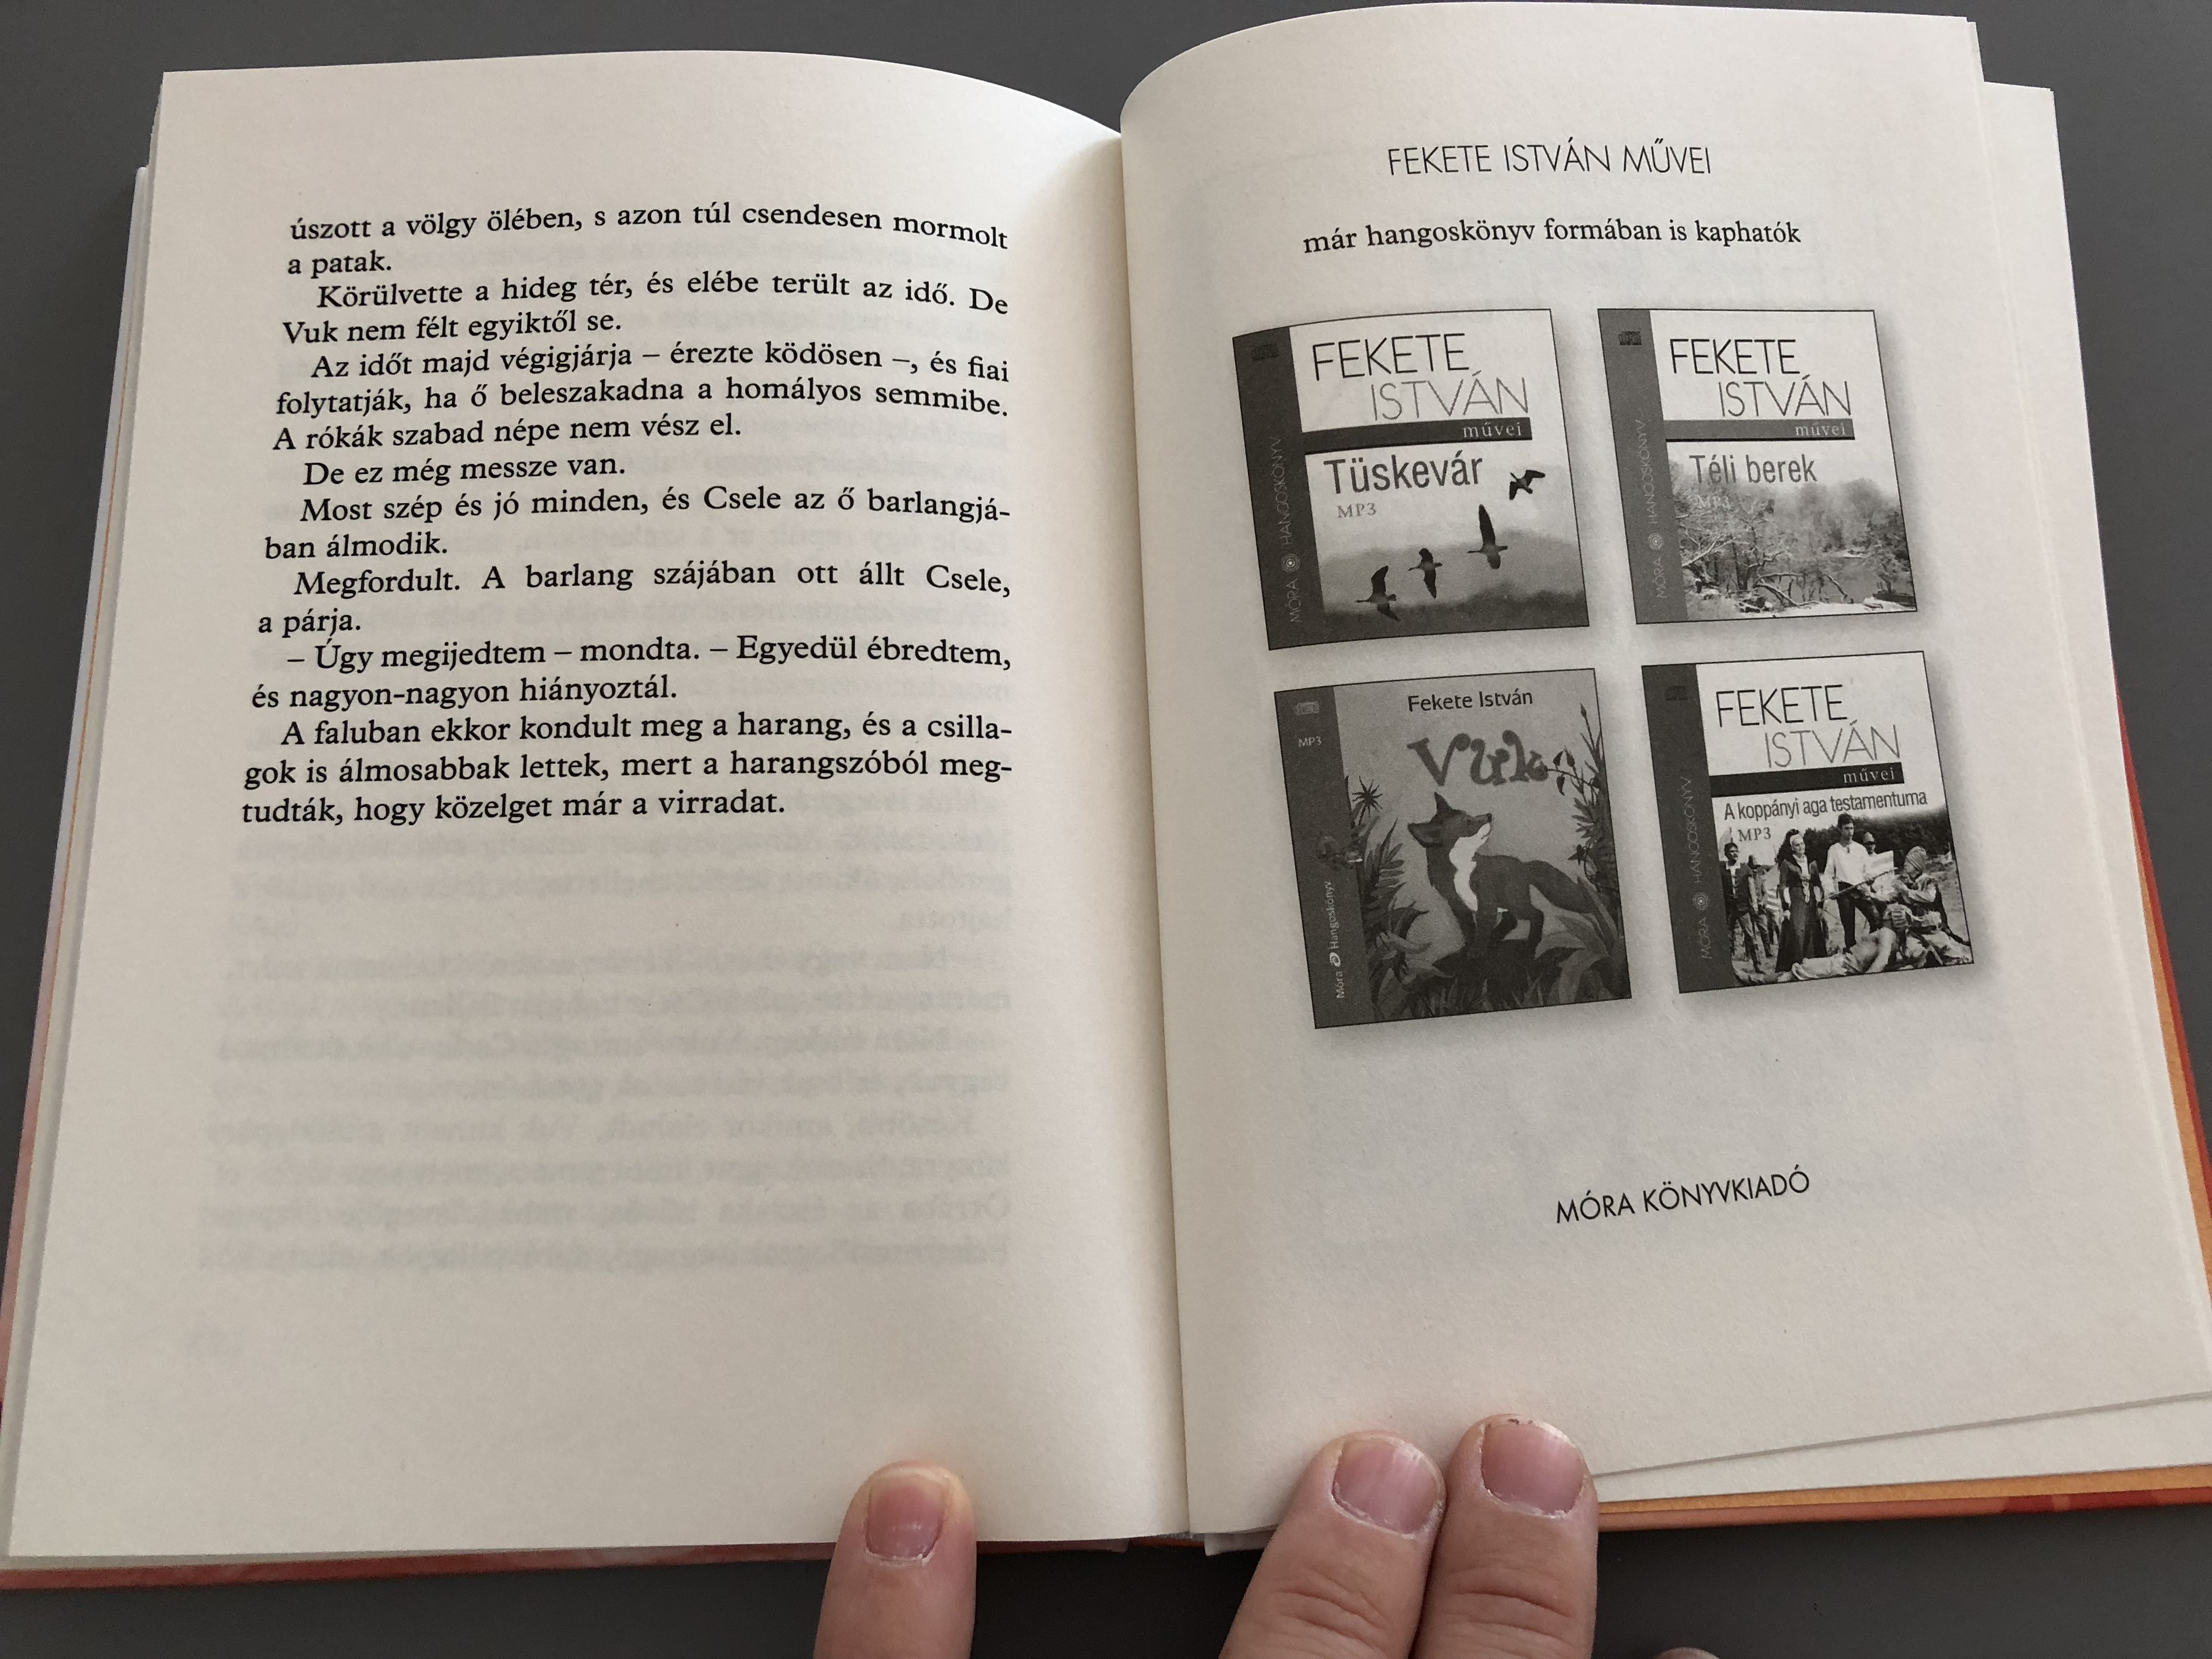 úszott a völgy ölében, s azon túl csendesen mormolt
a patak.
Körülvette a hideg tér, és elébe terült az idő. De
Vuk nem félt egyiktől se.
Az időt majd végigjárja – érezte ködösen –, és fiai
folytatják, ha ő beleszakadna a homályos semmibe.
A rókák szabad népe nem vész el.
De ez még messze van.
Most szép és jó minden, és Csele az ő barlangjá-
ban álmodik.
Megfordult. A barlang szájában ott állt Csele,
a párja.
– Úgy megijedtem – mondta. – Egyedül ébredtem,
és nagyon-nagyon hiányoztál.
A faluban ekkor kondult meg a harang, és a csilla-
gok is álmosabbak lettek, mert a harangszóból meg-
tudták, hogy közelget már a virradat.
FEKETE ISTVÁN MŰVEI
már hangoskönyv formában is kaphatók
FEKETE
ISTVÁN
művei
Tüskevár
MP3
MÓRA HANGOSKÖNYV
FEKETE
ISTVÁN
művei
Téli berek
MP3
MÓRA HANGOSKÖNYV
Fekete István
Vuk
MP3
Móra Hangoskönyv
FEKETE
ISTVÁN
művei
A koppányi aga testamentuma
MP3
MÓRA HANGOSKÖNYV
MÓRA KÖNYVKIADÓ